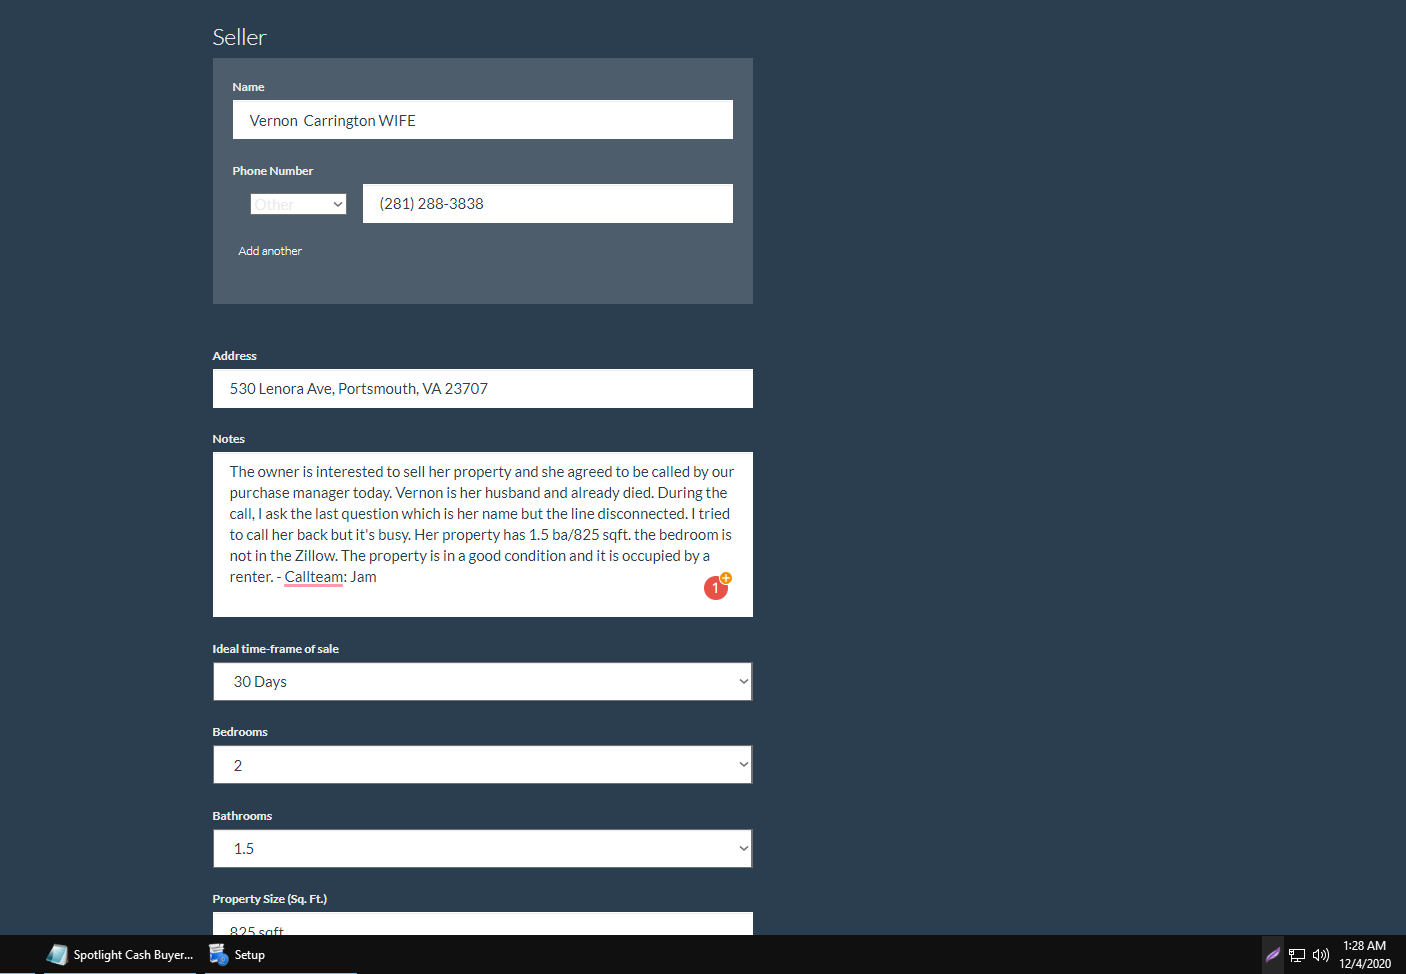 Seller
Name
Vernon  Carrington WIFE
Phone Number
Other
(281) 288-3838
Add another
Address
530 Lenora Ave, Portsmouth, VA 23707
Notes
The owner is interested to sell her property and she agreed to be called by our
purchase manager today. Vernon is her husband and already died. During the
call, I ask the last question which is her name but the line disconnected. I tried
to call her back but it's busy. Her property has 1.5 ba/825 sqft. the bedroom is
not in the Zillow. The property is in a good condition and it is occupied by a
renter. - Callteam: Jam
1
Ideal time-frame of sale
30 Days
Bedrooms
2
Bathrooms
1.5
Property Size (Sq. Ft.)
825 sqft
Spotlight Cash Buyer...
Setup
1:28 AM
12/4/2020